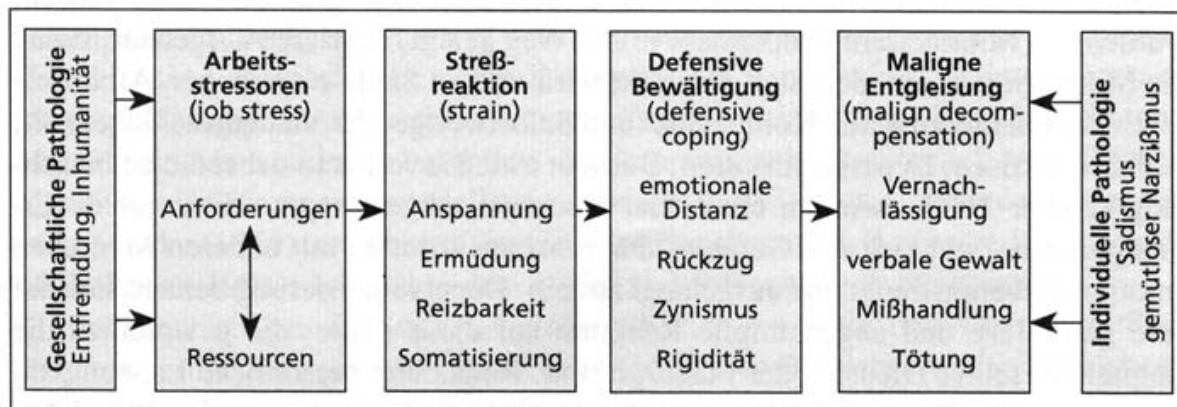 Gesellschaftliche Pathologie
Entfremdung, Inhumanität
Arbeits-
stressoren
(job stress)
Anforderungen
Ressourcen
Streß-
reaktion
(strain)
Anspannung
Ermüdung
Reizbarkeit
Somatisierung
Defensive
Bewältigung
(defensive
coping)
emotionale
Distanz
Rückzug
Zynismus
Rigidität
Maligne
Entgleisung
(malign decom-
pensation)
Vernach-
lässigung
verbale Gewalt
Mißhandlung
Tötung
Individuelle Pathologie
Sadismus
gemütlose Narzißmus